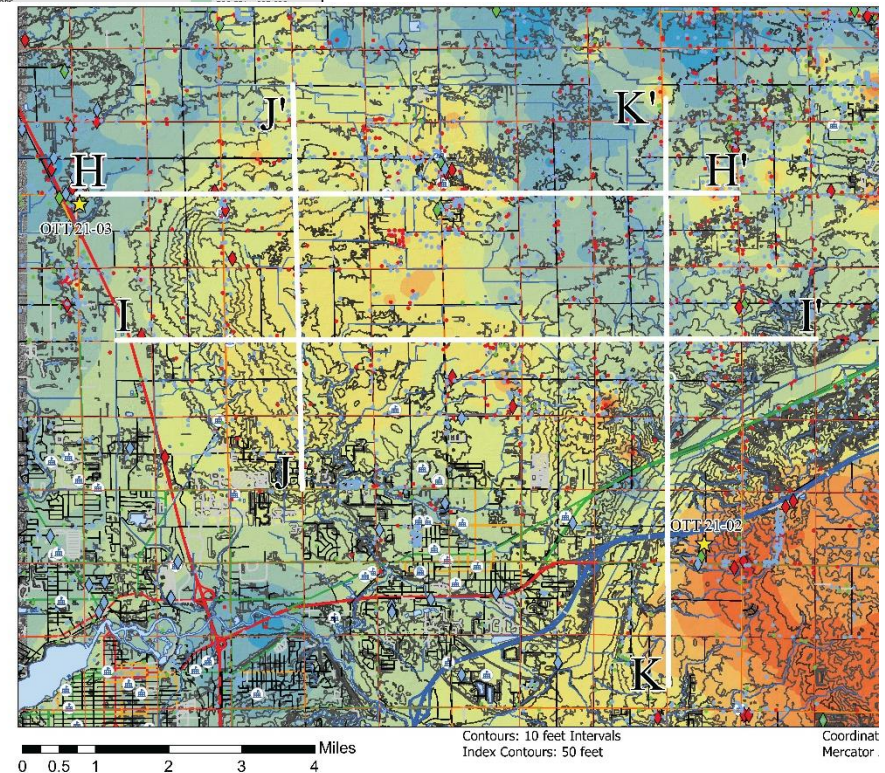 J'
K'
H
H'
OTT 21-03
I
I'
J
OTT 21-02
K
Miles
0 0.5 1 2 3 4
Contours: 10 feet Intervals
Index Contours: 50 feet
Coordinat
Mercator